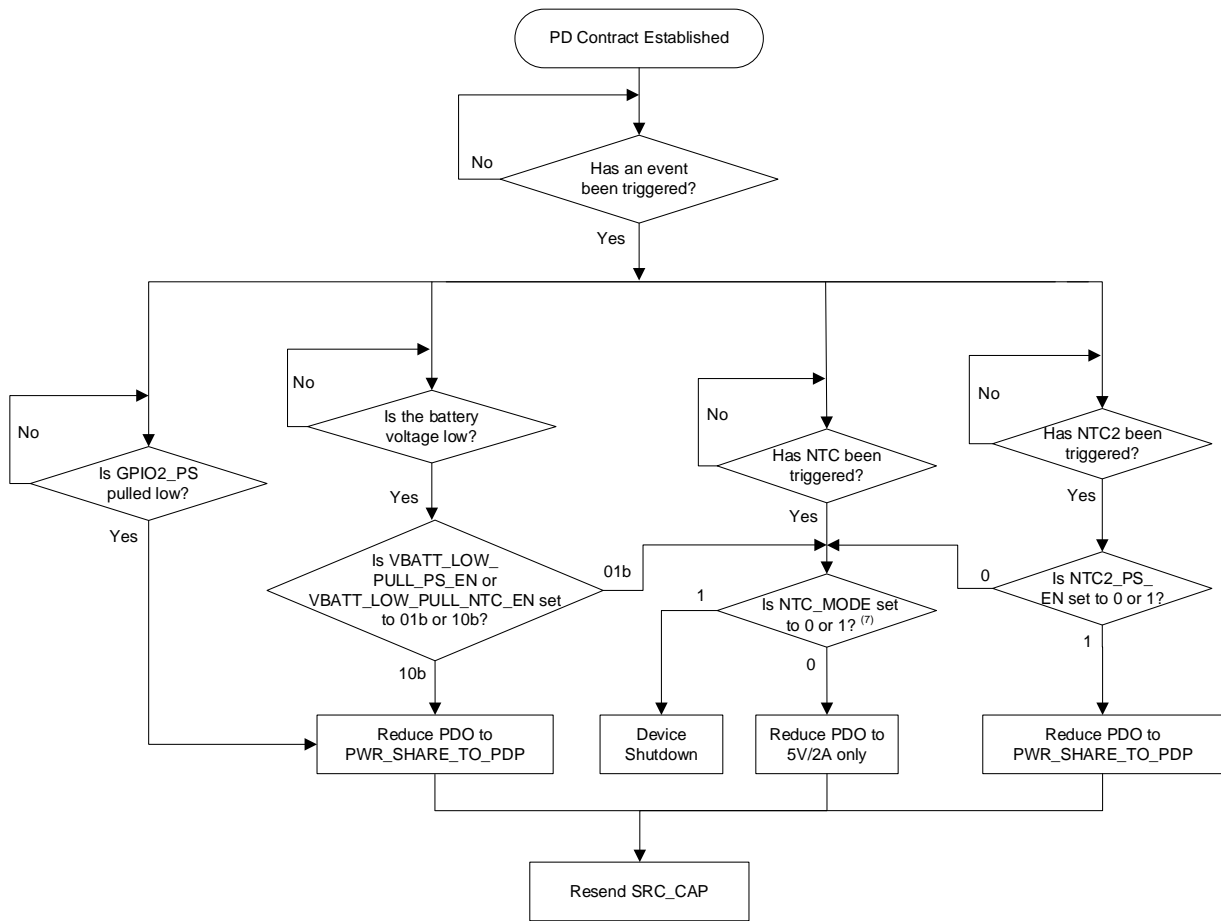 PD Contract Established
No
Has an event
been triggered?
Yes
No
Is GPIO2_PS
pulled low?
Yes
No
Is the battery
voltage low?
Yes
Is VBATT_LOW_
PULL_PS_EN or
VBATT_LOW_PULL_NTC_EN set
to 01b or 10b?
01b
10b
No
Has NTC been
triggered?
Yes
Is NTC_MODE set
to 0 or 1? (7)
1
0
No
Has NTC2 been
triggered?
Yes
Is NTC2_PS_
EN set to 0 or 1?
0
1
Reduce PDO to
PWR_SHARE_TO_PDP
Device
Shutdown
Reduce PDO to
5V/2A only
Reduce PDO to
PWR_SHARE_TO_PDP
Resend SRC_CAP